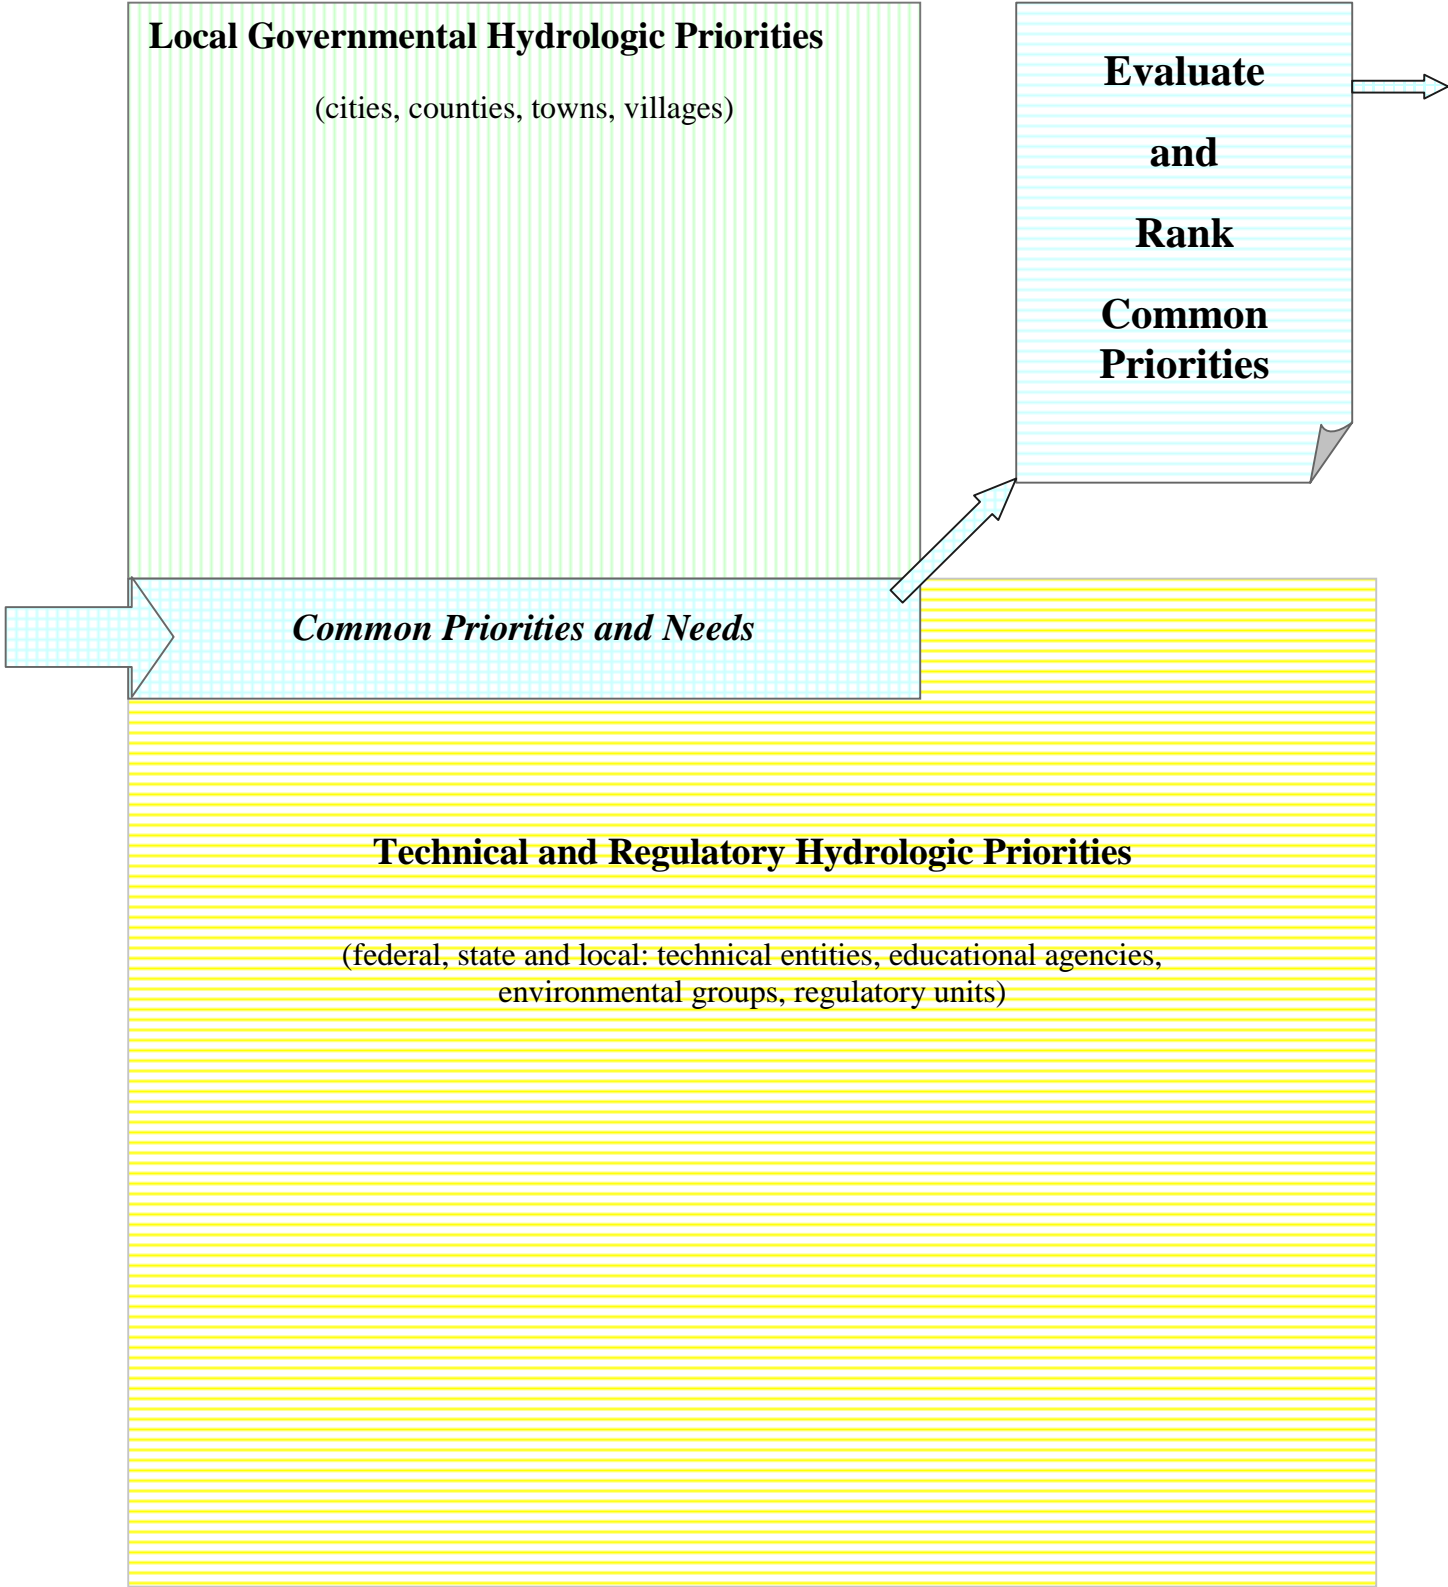 Local Governmental Hydrologic Priorities
(cities, counties, towns, villages)
Evaluate
and
Rank
Common
Priorities
Common Priorities and Needs
Technical and Regulatory Hydrologic Priorities
(federal, state and local: technical entities, educational agencies,
environmental groups, regulatory units)